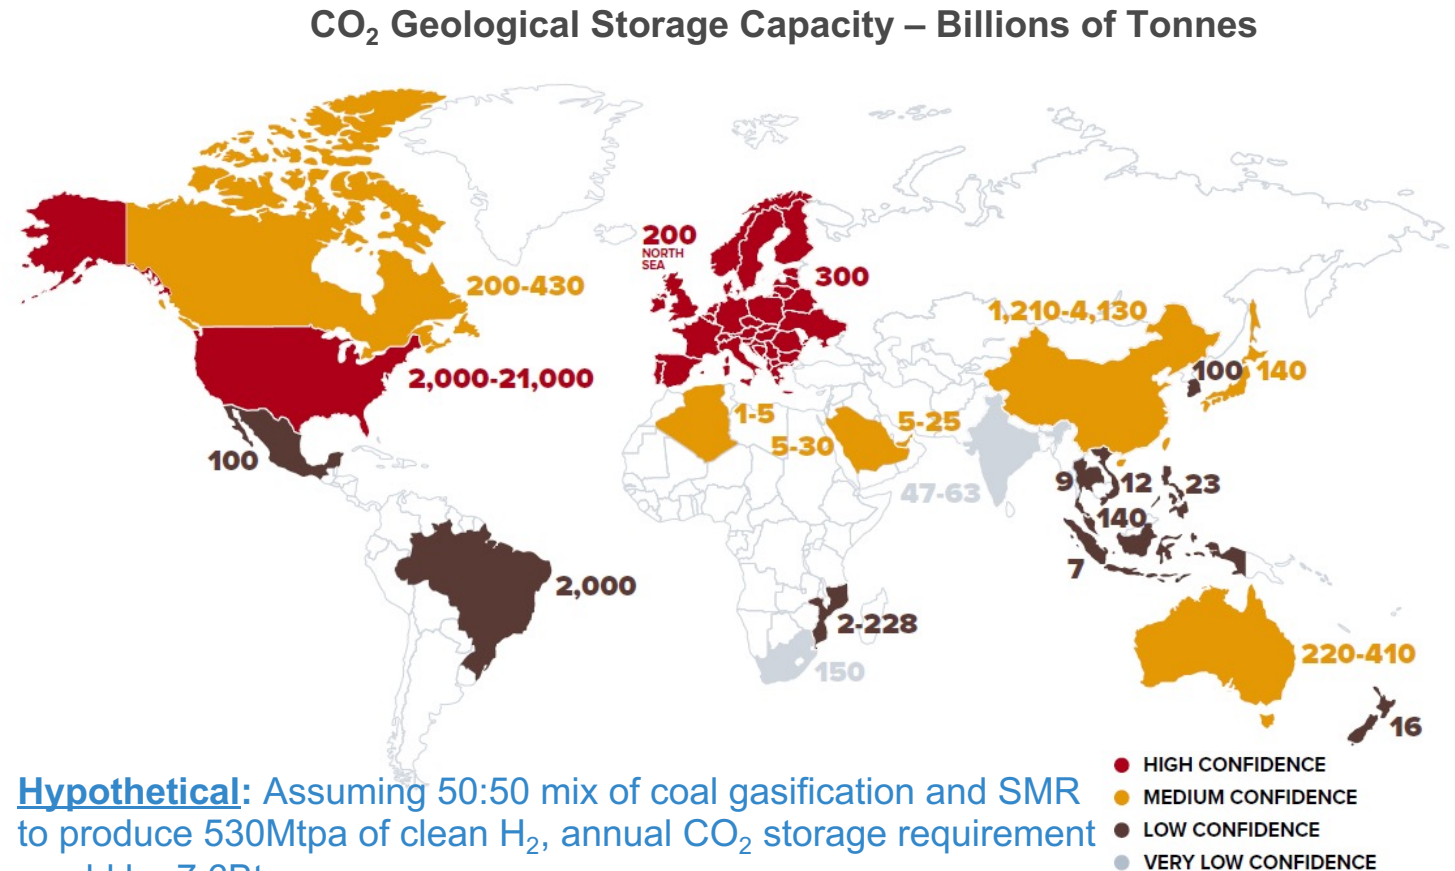 CO₂ Geological Storage Capacity – Billions of Tonnes
200
NORTH
SEA
300
200-430
1,210-4,130
2,000-21,000
100
140
1-5
5-25
5-30
100
47-63
9
12
23
140
7
2,000
2-228
150
220-410
16
HIGH CONFIDENCE
MEDIUM CONFIDENCE
LOW CONFIDENCE
VERY LOW CONFIDENCE
Hypothetical: Assuming 50:50 mix of coal gasification and SMR
to produce 530Mtpa of clean H₂, annual CO₂ storage requirement